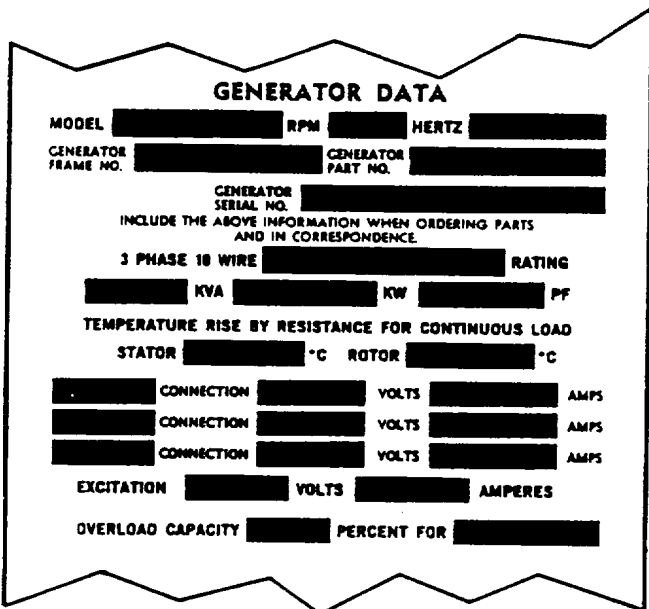 GENERATOR DATA
MODEL RPM HERTZ
GENERATOR FRAME NO. GENERATOR PART NO.
GENERATOR SERIAL NO.
INCLUDE THE ABOVE INFORMATION WHEN ORDERING PARTS
AND IN CORRESPONDENCE.
3 PHASE 10 WIRE RATING
KVA KW PF
TEMPERATURE RISE BY RESISTANCE FOR CONTINUOUS LOAD
STATOR °C ROTOR °C
CONNECTION VOLTS AMPS
CONNECTION VOLTS AMPS
CONNECTION VOLTS AMPS
EXCITATION VOLTS AMPERES
OVERLOAD CAPACITY PERCENT FOR